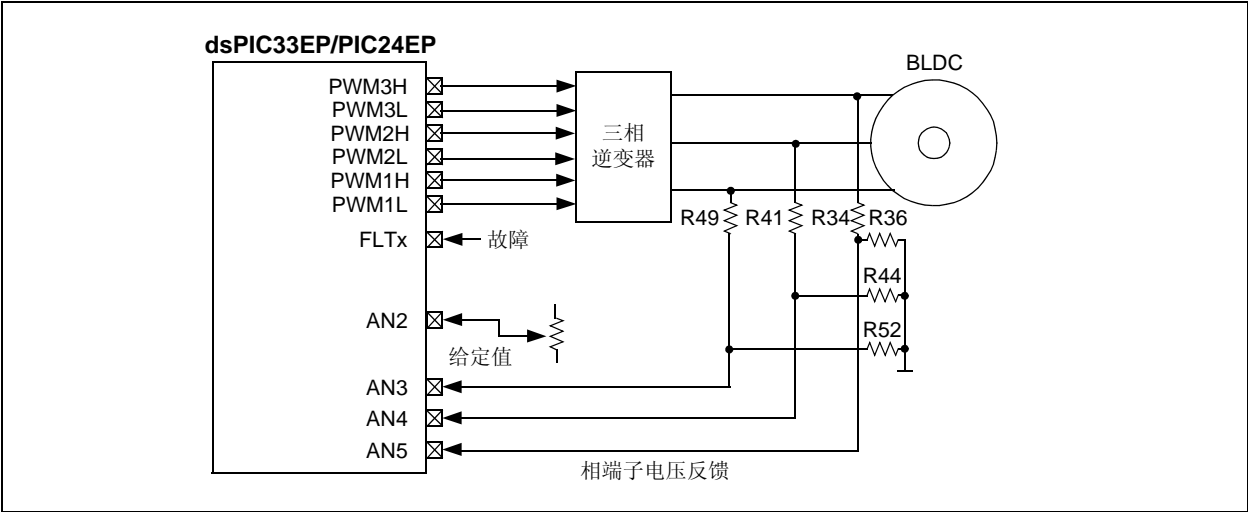 dsPIC33EP/PIC24EP
BLDC
PWM3H
PWM3L
PWM2H
PWM2L
PWM1H
PWM1L
三相
逆变器
R49
R41
R34
R36
FLTx
故障
R44
AN2
给定值
R52
AN3
AN4
AN5
相端子电压反馈